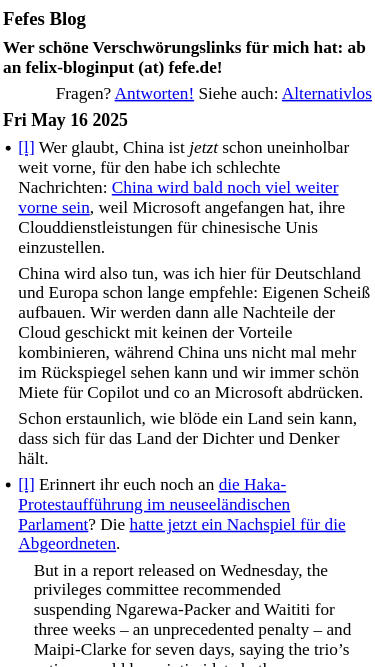 Fefes Blog
Wer schöne Verschwörungslinks für mich hat: ab
an felix-bloginput (at) fefe.de!
Fragen? Antworten! Siehe auch: Alternativlos
Fri May 16 2025
• [l] Wer glaubt, China ist jetzt schon uneinholbar
weit vorne, für den habe ich schlechte
Nachrichten: China wird bald noch viel weiter
vorne sein, weil Microsoft angefangen hat, ihre
Clouddienstleistungen für chinesische Unis
einzustellen.
China wird also tun, was ich hier für Deutschland
und Europa schon lange empfehle: Eigenen Scheiß
aufbauen. Wir werden dann alle Nachteile der
Cloud geschickt mit keinen der Vorteile
kombinieren, während China uns nicht mal mehr
im Rückspiegel sehen kann und wir immer schön
Miete für Copilot und co an Microsoft abdrücken.
Schon erstaunlich, wie blöde ein Land sein kann,
dass sich für das Land der Dichter und Denker
hält.
• [l] Erinnert ihr euch noch an die Haka-
Protestaufführung im neuseeländischen
Parlament? Die hatte jetzt ein Nachspiel für die
Abgeordneten.
But in a report released on Wednesday, the
privileges committee recommended
suspending Ngarewa-Packer and Waititi for
three weeks – an unprecedented penalty – and
Maipi-Clarke for seven days, saying the trio’s